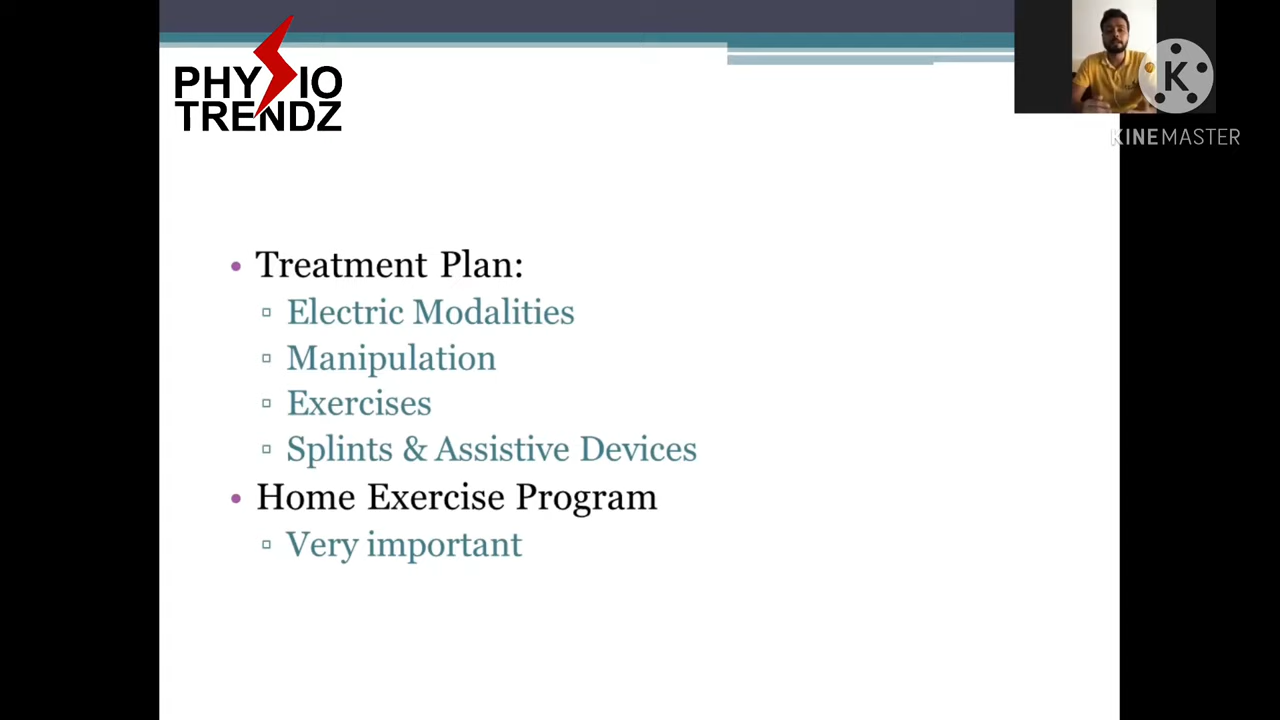 PHYSIO
TRENDZ
K
KINEMASTER
• Treatment Plan:
▫ Electric Modalities
▫ Manipulation
▫ Exercises
▫ Splints & Assistive Devices
• Home Exercise Program
▫ Very important